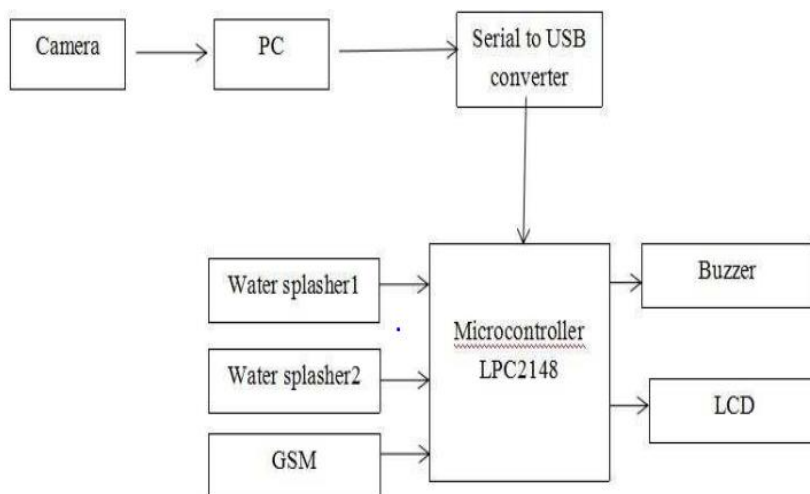 Camera
PC
Serial to USB
converter
Water splasher1
Water splasher2
GSM
Microcontroller
LPC2148
Buzzer
LCD